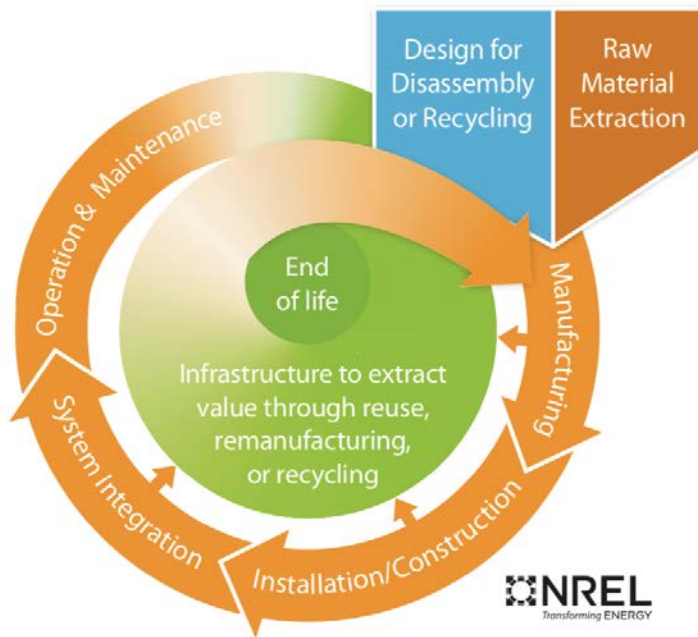 Design for
Disassembly
or Recycling
Raw
Material
Extraction
Manufacturing
Installation/Construction
System Integration
Operation & Maintenance
End
of life
Infrastructure to extract
value through reuse,
remanufacturing,
or recycling
NREL
Transforming ENERGY